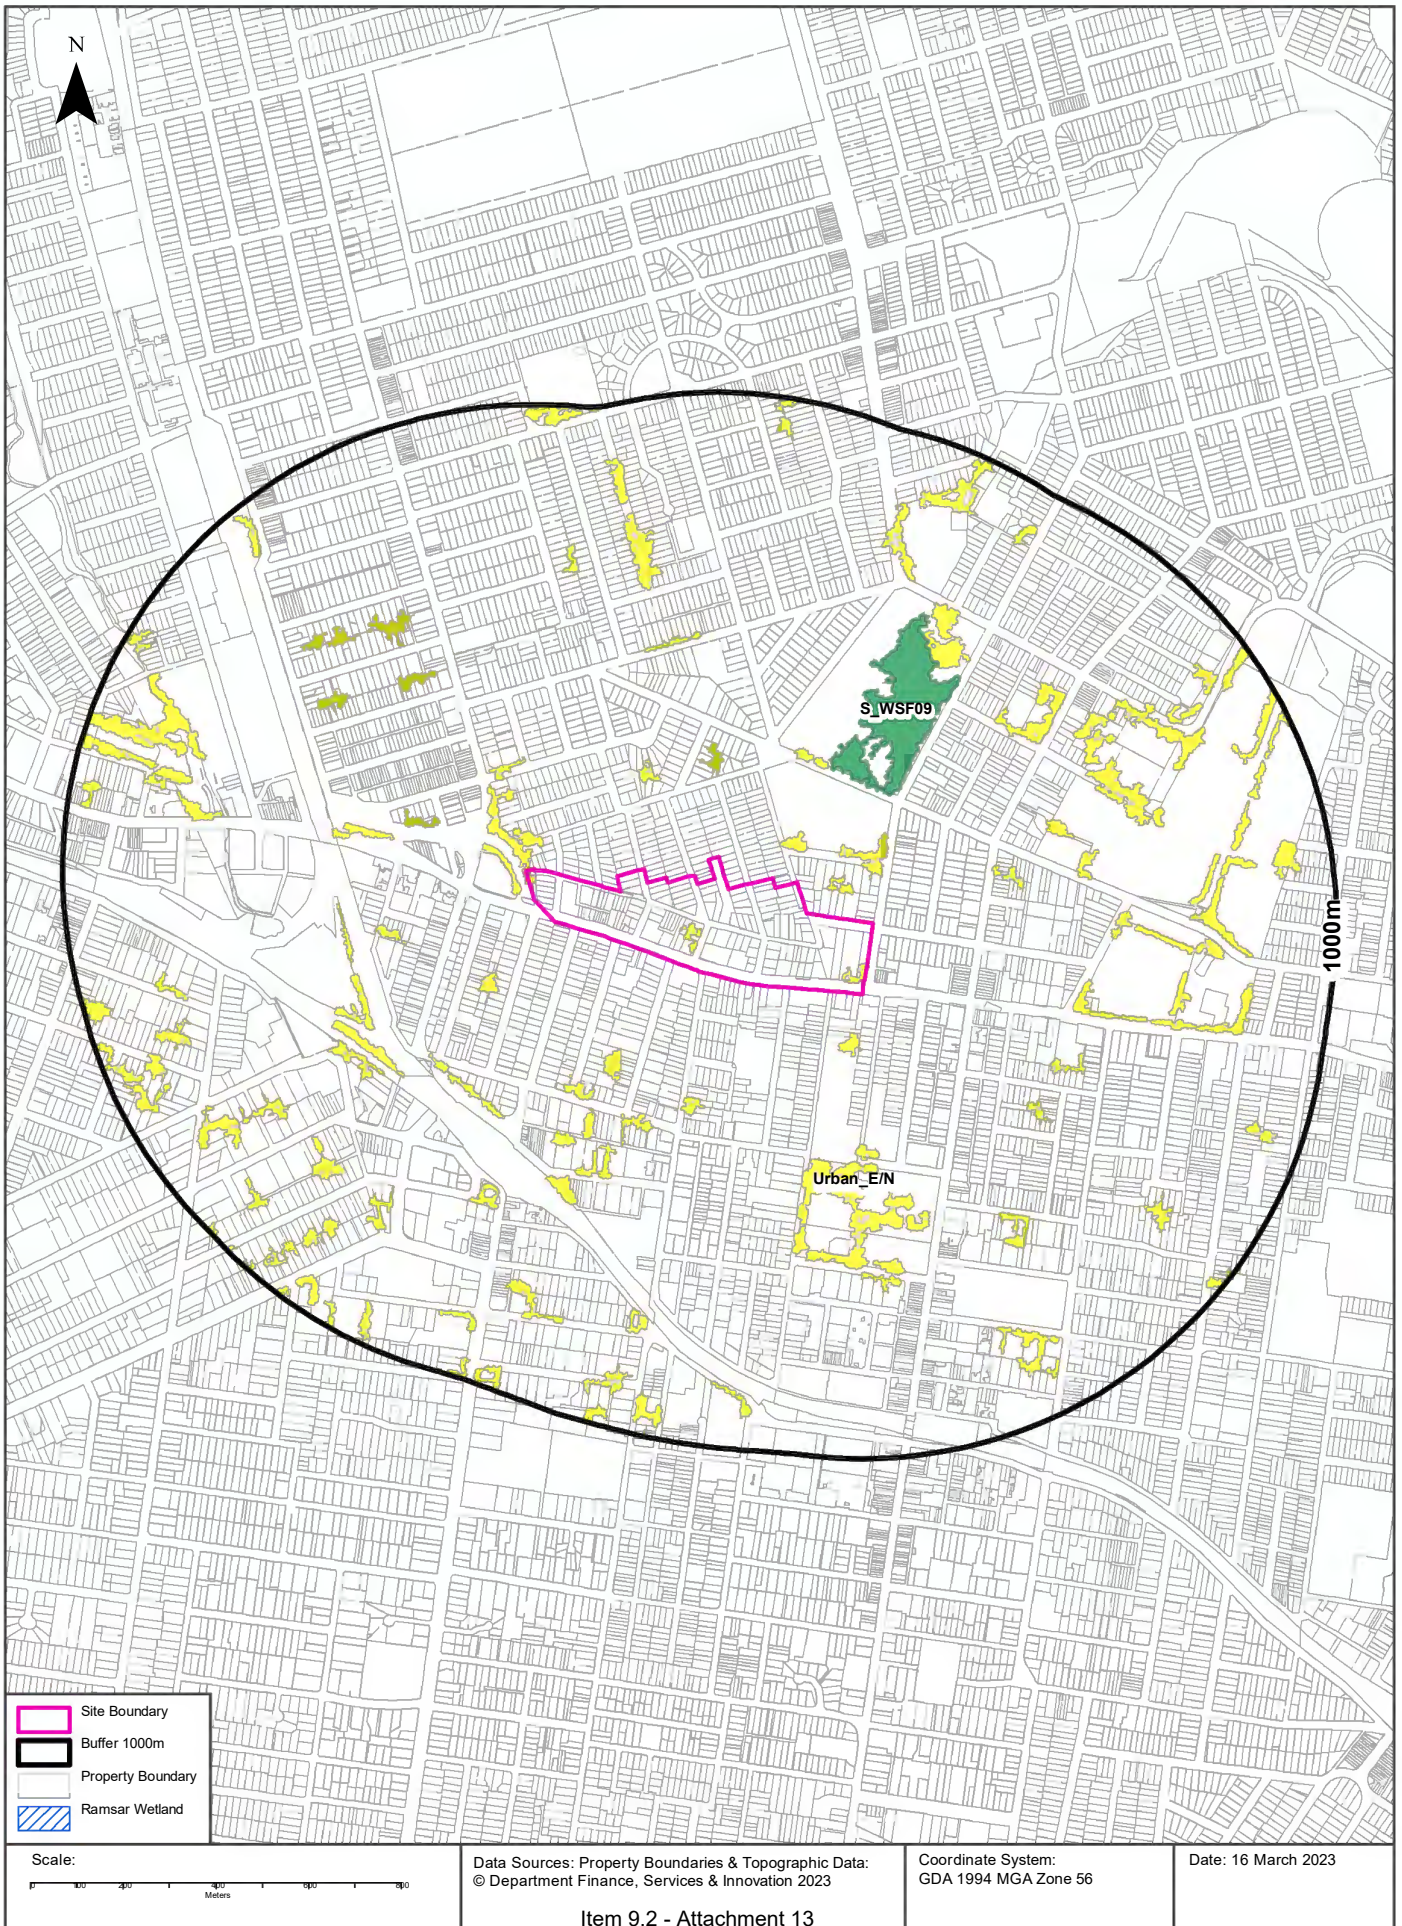 N
S_WSF09
1000m
Urban_E/N
Site Boundary
Buffer 1000m
Property Boundary
Ramsar Wetland
Scale:
0 100 200 400 600 800
Meters
Data Sources: Property Boundaries & Topographic Data:
© Department Finance, Services & Innovation 2023
Coordinate System:
GDA 1994 MGA Zone 56
Date: 16 March 2023
Item 9.2 - Attachment 13